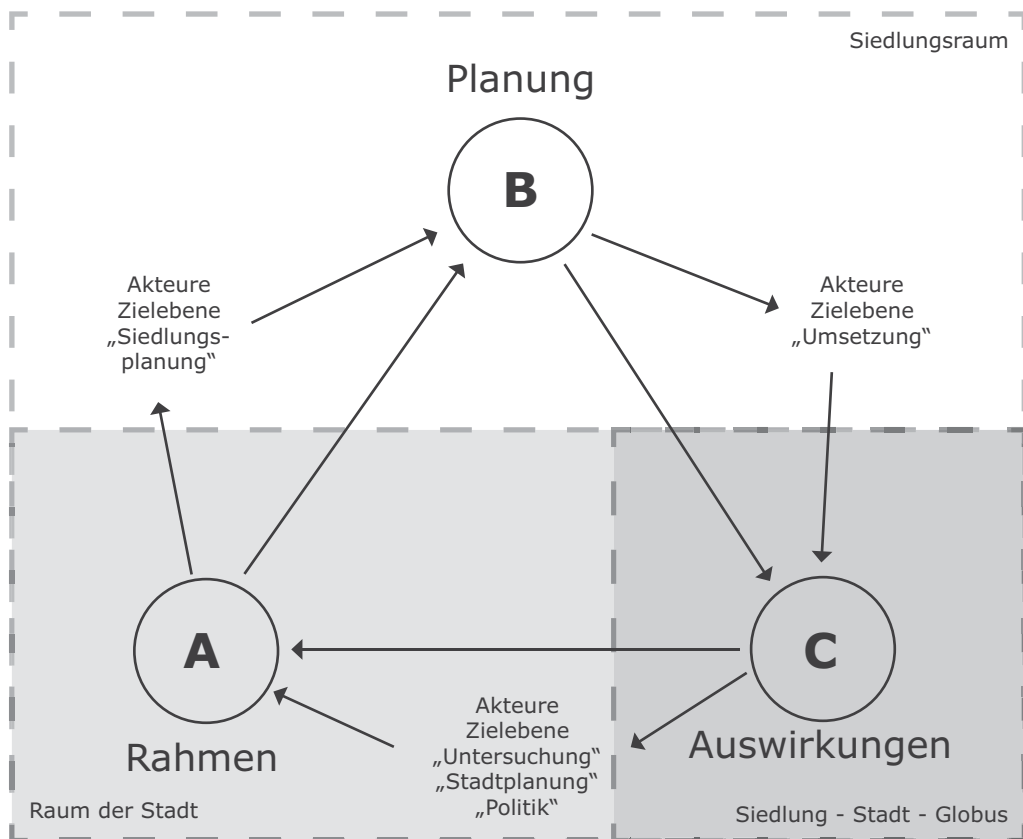 Siedlungsraum
Planung
B
Akteure
Zielebene
„Siedlungs-
planung“
Akteure
Zielebene
„Umsetzung“
A
Rahmen
Raum der Stadt
Akteure
Zielebene
„Untersuchung“
„Stadtplanung“
„Politik“
C
Auswirkungen
Siedlung - Stadt - Globus